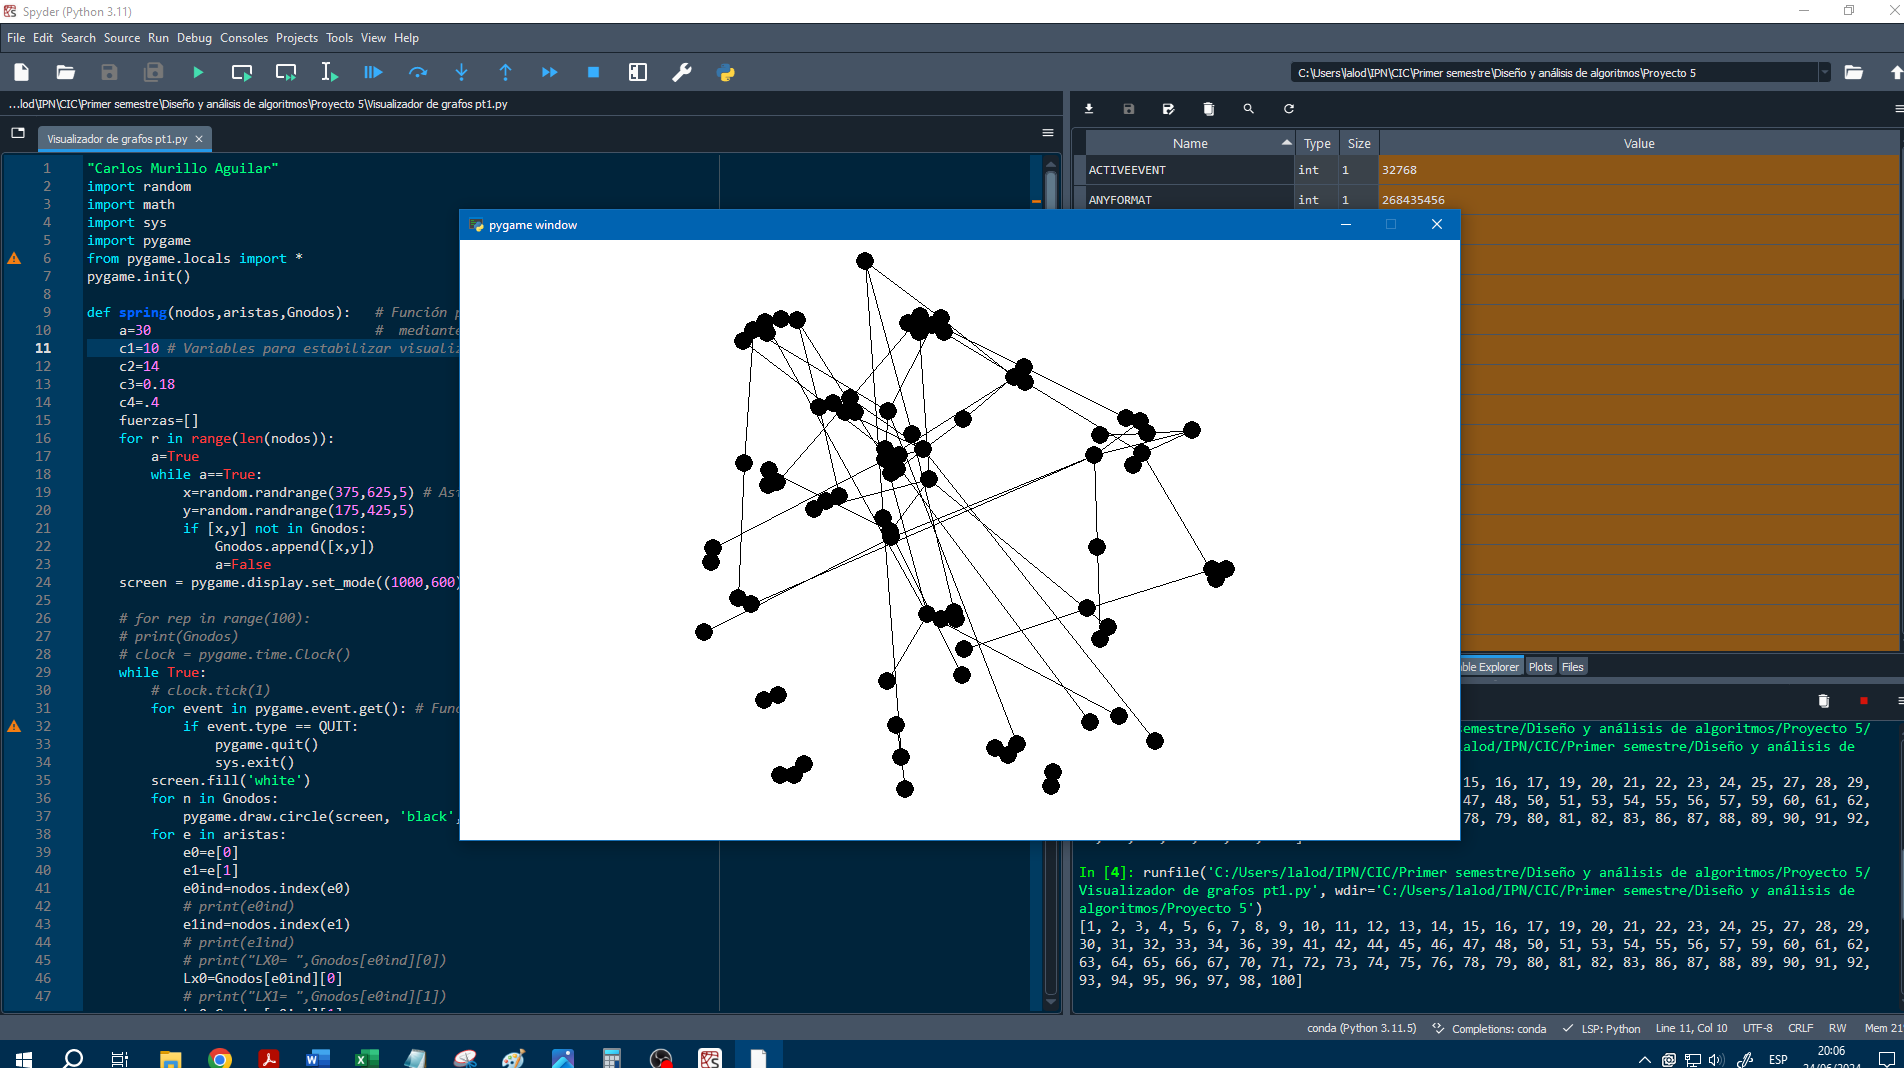 Spyder (Python 3.11)
File Edit Search Source Run Debug Consoles Projects Tools View Help
C:\Users\lalod\IPN\CIC\Primer semestre\Diseño y análisis de algoritmos\Proyecto 5
...lod\IPN\CIC\Primer semestre\Diseño y análisis de algoritmos\Proyecto 5\Visualizador de grafos pt1.py
Visualizador de grafos pt1.py
1 "Carlos Murillo Aguilar"
2 import random
3 import math
4 import sys
5 import pygame
6 from pygame.locals import *
7 pygame.init()
8
9 def spring(nodos,aristas,Gnodos): # Función
10 a=30 # mediante
11 c1=10 # Variables para estabilizar
12 c2=14
13 c3=0.18
14 c4=.4
15 fuerzas=[]
16 for r in range(len(nodos)):
17 a=True
18 while a==True:
19 x=random.randrange(375,625,5) #
20 y=random.randrange(175,425,5)
21 if [x,y] not in Gnodos:
22 Gnodos.append([x,y])
23 a=False
24 screen = pygame.display.set_mode((1000,600)
25
26 # for rep in range(100):
27 # print(Gnodos)
28 # clock = pygame.time.Clock()
29 while True:
30 # clock.tick(1)
31 for event in pygame.event.get(): #
32 if event.type == QUIT:
33 pygame.quit()
34 sys.exit()
35 screen.fill('white')
36 for n in Gnodos:
37 pygame.draw.circle(screen, 'black',
38 for e in aristas:
39 e0=e[0]
40 e1=e[1]
41 e0ind=nodos.index(e0)
42 # print(e0ind)
43 e1ind=nodos.index(e1)
44 # print(e1ind)
45 # print("LX0= ",Gnodos[e0ind][0])
46 Lx0=Gnodos[e0ind][0]
47 # print("LX1= ",Gnodos[e0ind][1])
pygame window
Name Type Size Value
ACTIVEEVENT int 1 32768
ANYFORMAT int 1 268435456
Explorer Plots Files
semestre/Diseño y análisis de algoritmos/Proyecto 5/
lalod/IPN/CIC/Primer semestre/Diseño y análisis de
15, 16, 17, 19, 20, 21, 22, 23, 24, 25, 27, 28, 29,
47, 48, 50, 51, 53, 54, 55, 56, 57, 59, 60, 61, 62,
78, 79, 80, 81, 82, 83, 86, 87, 88, 89, 90, 91, 92,
In [4]: runfile('C:/Users/lalod/IPN/CIC/Primer semestre/Diseño y análisis de algoritmos/Proyecto 5/
Visualizador de grafos pt1.py', wdir='C:/Users/lalod/IPN/CIC/Primer semestre/Diseño y análisis de
algoritmos/Proyecto 5')
[1, 2, 3, 4, 5, 6, 7, 8, 9, 10, 11, 12, 13, 14, 15, 16, 17, 19, 20, 21, 22, 23, 24, 25, 27, 28, 29,
30, 31, 32, 33, 34, 36, 39, 41, 42, 44, 45, 46, 47, 48, 50, 51, 53, 54, 55, 56, 57, 59, 60, 61, 62,
63, 64, 65, 66, 67, 70, 71, 72, 73, 74, 75, 76, 78, 79, 80, 81, 82, 83, 86, 87, 88, 89, 90, 91, 92,
93, 94, 95, 96, 97, 98, 100]
conda (Python 3.11.5) Completions: conda LSP: Python Line 11, Col 10 UTF-8 CRLF RW Mem
ESP
20:06